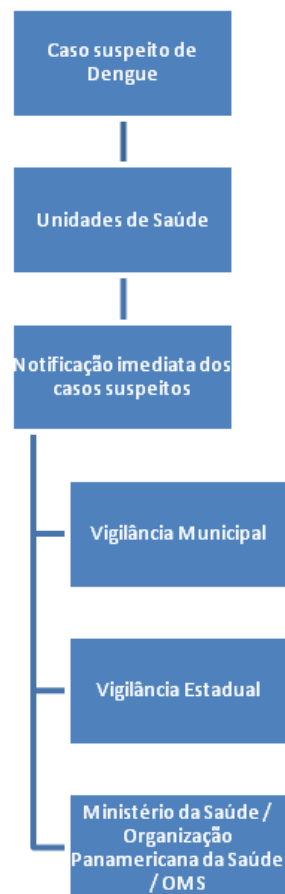 Caso suspeito de
Dengue
Unidades de Saúde
Notificação imediata dos
casos suspeitos
Vigilância Municipal
Vigilância Estadual
Ministério da Saúde /
Organização
Panamericana da Saúde
/ OMS